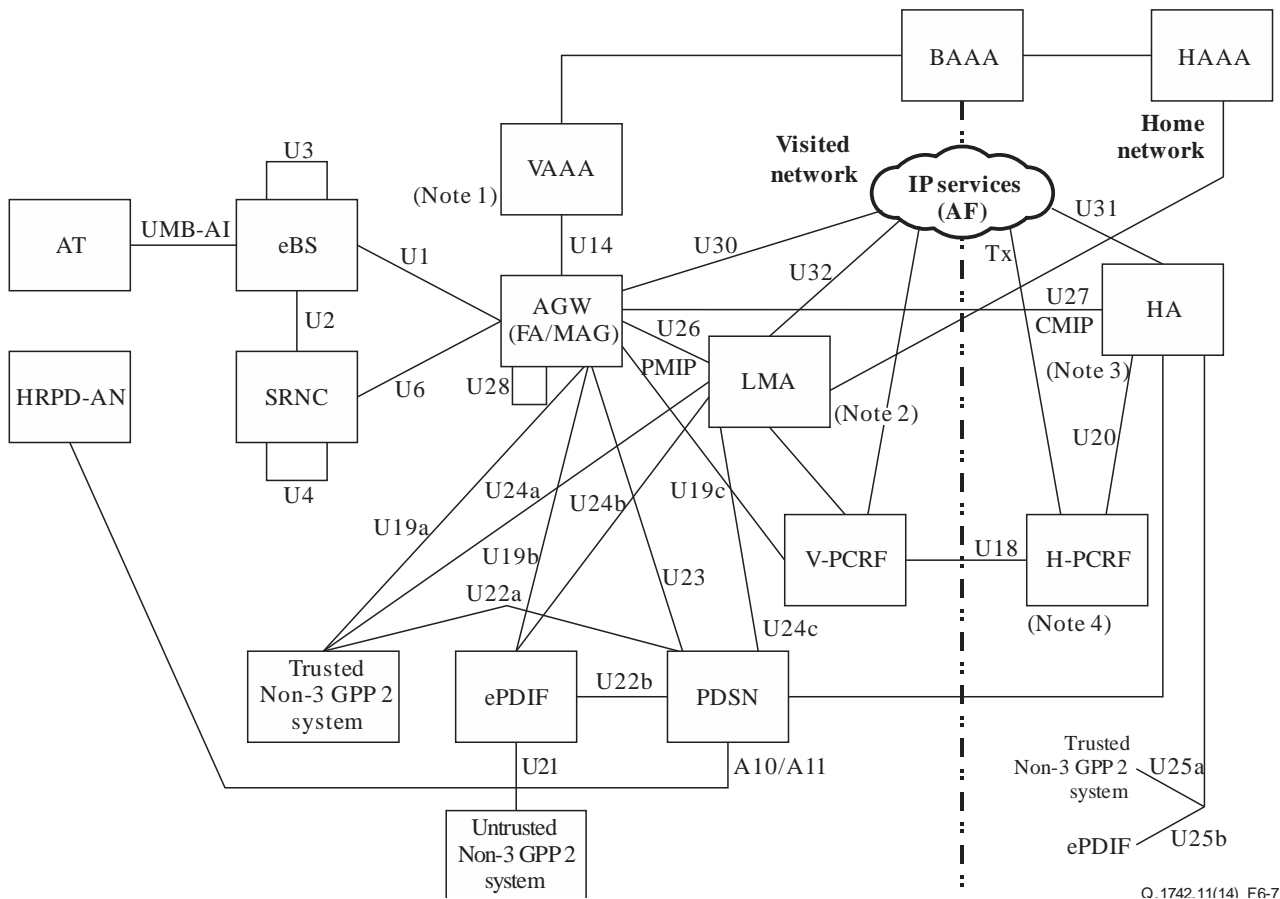 BAAA
HAAA
Visited
network
Home
network
U3
VAAA
(Note 1)
IP services
(AF)
AT
UMB-AI
eBS
U1
U14
U30
U32
Tx
U31
U2
AGW
(FA/MAG)
U26
U27
CMIP
HA
HRPD-AN
SRNC
U6
U28
PMIP
LMA
(Note 2)
(Note 3)
U4
U24a
U24b
U19c
U20
U19a
U19b
U23
V-PCRF
U18
H-PCRF
U22a
U24c
(Note 4)
Trusted
Non-3 GPP 2
system
ePDIF
U22b
PDSN
U21
A10/A11
Trusted
Non-3 GPP 2
system
U25a
Untrusted
Non-3 GPP 2
system
ePDIF
U25b
Q.1742.11(14)_F6-7